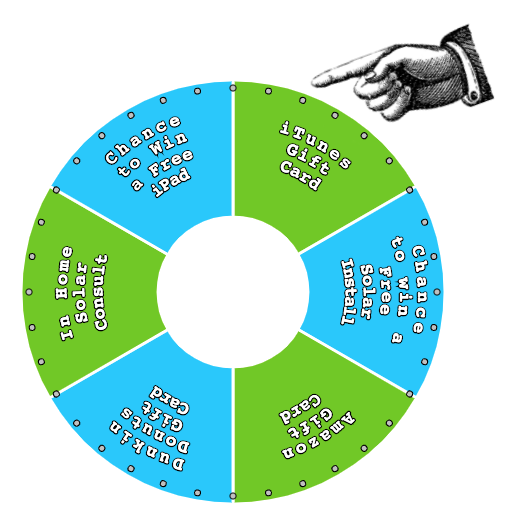 iTunes
Gift
Card
Chance
to win a
Free
Solar
Install
Amazon
Gift
Card
Dunkin
Donuts
Gift
Card
In Home
Solar
Consult
Chance
to Win
a Free
iPad